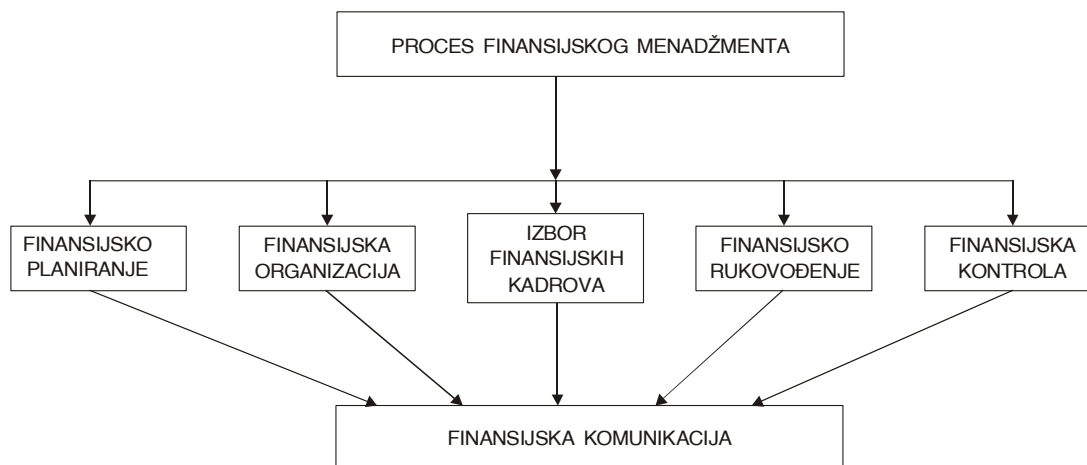 PROCES FINANSIJSKOG MENADŽMENTA
FINANSIJSKO
PLANIRANJE
FINANSIJSKA
ORGANIZACIJA
IZBOR
FINANSIJSKIH
KADROVA
FINANSIJSKO
RUKOVOĐENJE
FINANSIJSKA
KONTROLA
FINANSIJSKA KOMUNIKACIJA